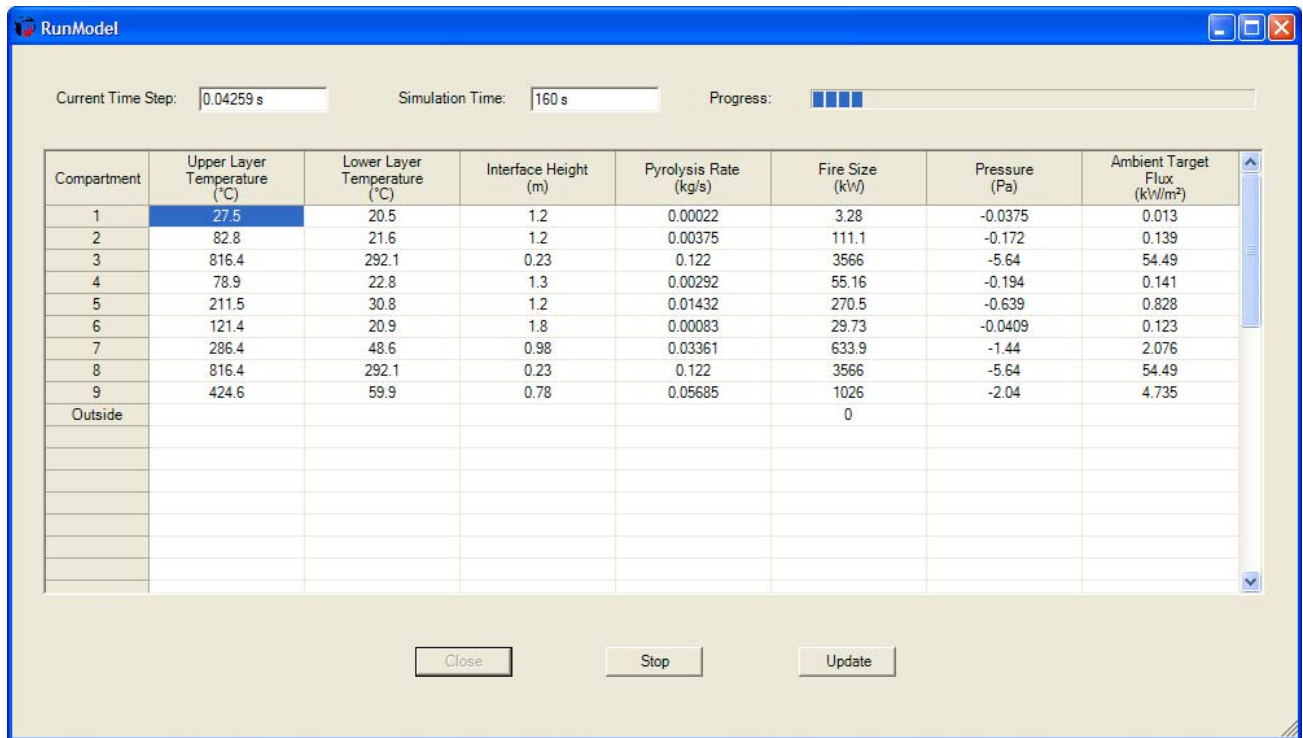 RunModel
Current Time Step: 0.04259 s Simulation Time: 160 s Progress:
Compartment Upper Layer Temperature (°C) Lower Layer Temperature (°C) Interface Height (m) Pyrolysis Rate (kg/s) Fire Size (kW) Pressure (Pa) Ambient Target Flux (kW/m²)
1 27.5 20.5 1.2 0.00022 3.28 -0.0375 0.013
2 82.8 21.6 1.2 0.00375 111.1 -0.172 0.139
3 816.4 292.1 0.23 0.122 3566 -5.64 54.49
4 78.9 22.8 1.3 0.00292 55.16 -0.194 0.141
5 211.5 30.8 1.2 0.01432 270.5 -0.639 0.828
6 121.4 20.9 1.8 0.00083 29.73 -0.0409 0.123
7 286.4 48.6 0.98 0.03361 633.9 -1.44 2.076
8 816.4 292.1 0.23 0.122 3566 -5.64 54.49
9 424.6 59.9 0.78 0.05685 1026 -2.04 4.735
Outside 0
Close Stop Update